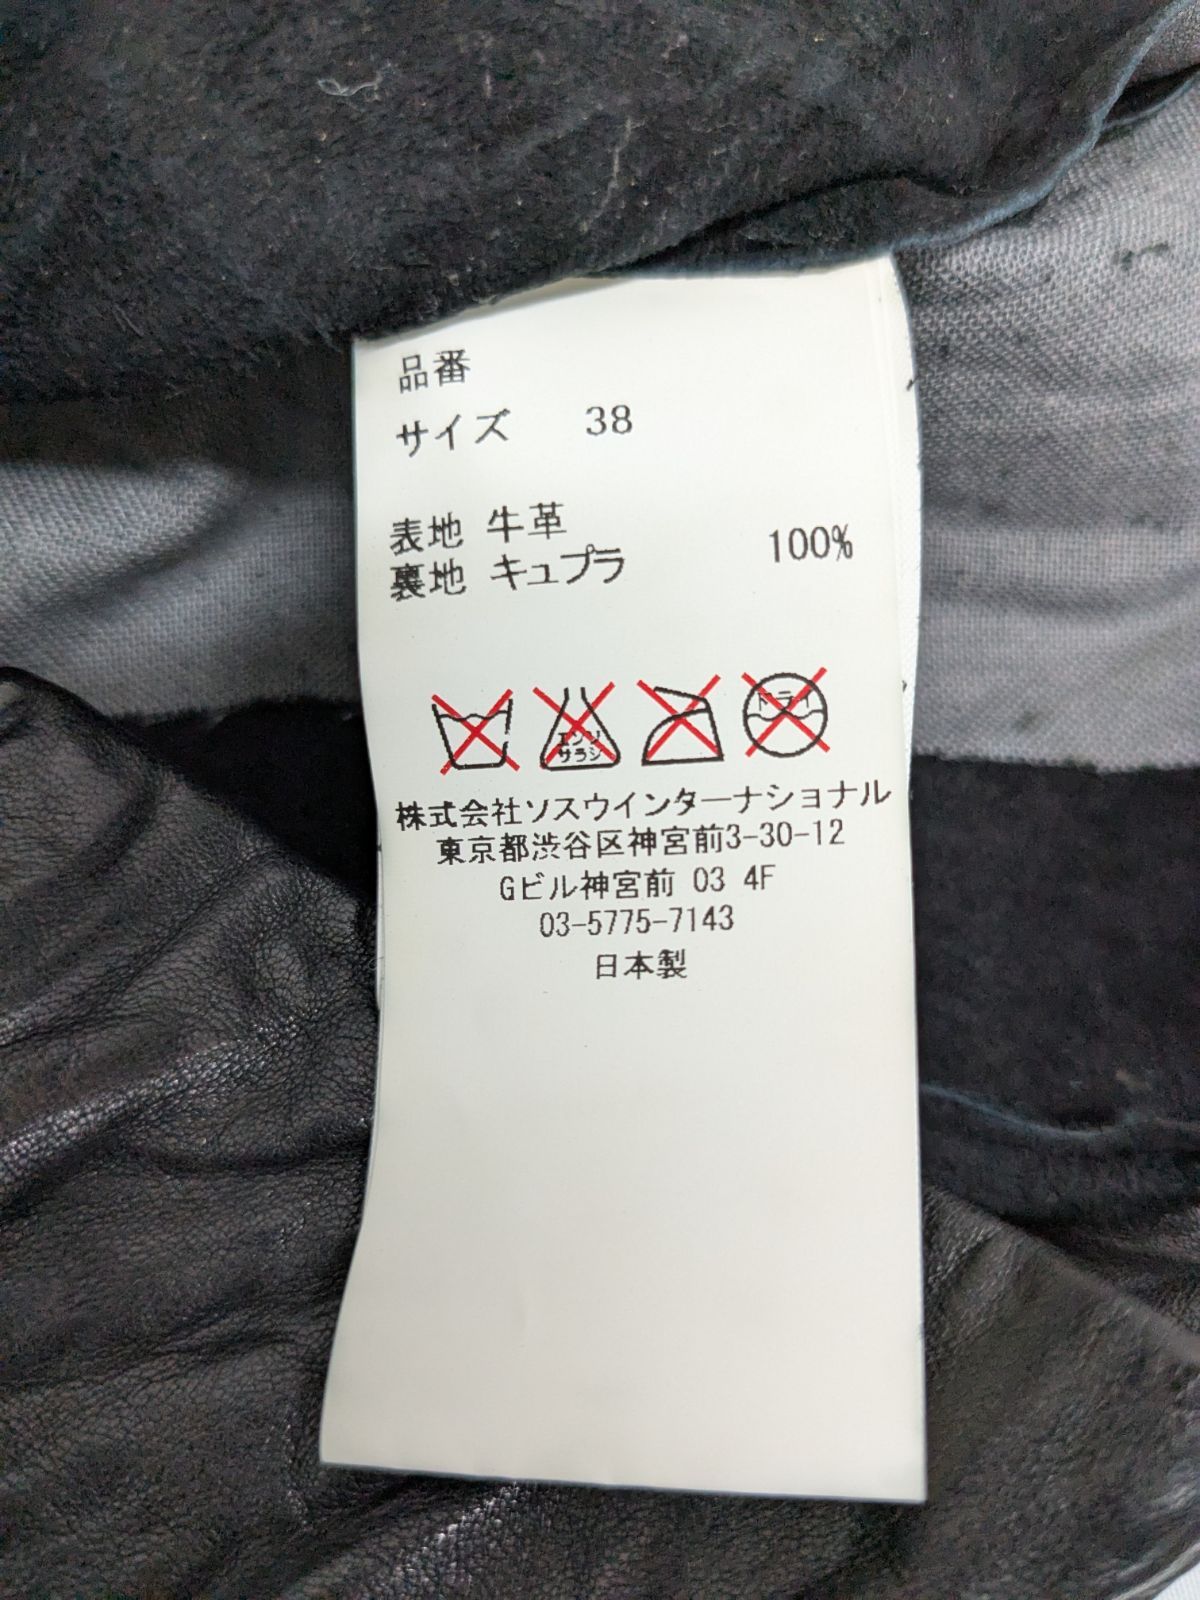 品番
サイズ 38
表地 牛革
裏地 キュプラ 100%
エンソ
サラシ
ドライ
株式会社ソスウインターナショナル
東京都渋谷区神宮前3-30-12
Gビル神宮前 03 4F
03-5775-7143
日本製